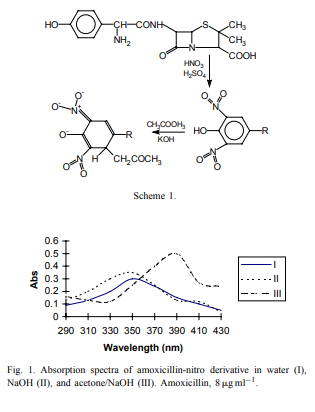 HO
CH-CONH
S
CH3
CH3
NH2
O
N
COOH
HNO3
H2SO4
O-
O-
N+
O
O
N
O
CH3COOH3
KOH
HO
R
O-
R
O
N
O
H
CH2COCH3
O
N
O
Scheme 1.
0.6
0.5
0.4
0.3
0.2
0.1
0
Abs
290 310 330 350 370 390 410 430
Wavelength (nm)
I
II
III
Fig. 1. Absorption spectra of amoxicillin-nitro derivative in water (I),
NaOH (II), and acetone/NaOH (III). Amoxicillin, 8 µg ml⁻¹.